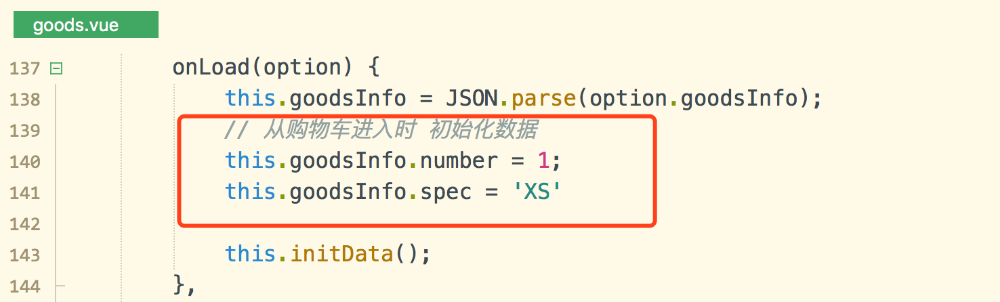 goods.vue
137 onLoad(option) {
138 this.goodsInfo = JSON.parse(option.goodsInfo);
139 // 从购物车进入时 初始化数据
140 this.goodsInfo.number = 1;
141 this.goodsInfo.spec = 'XS'
142
143 this.initData();
144 },